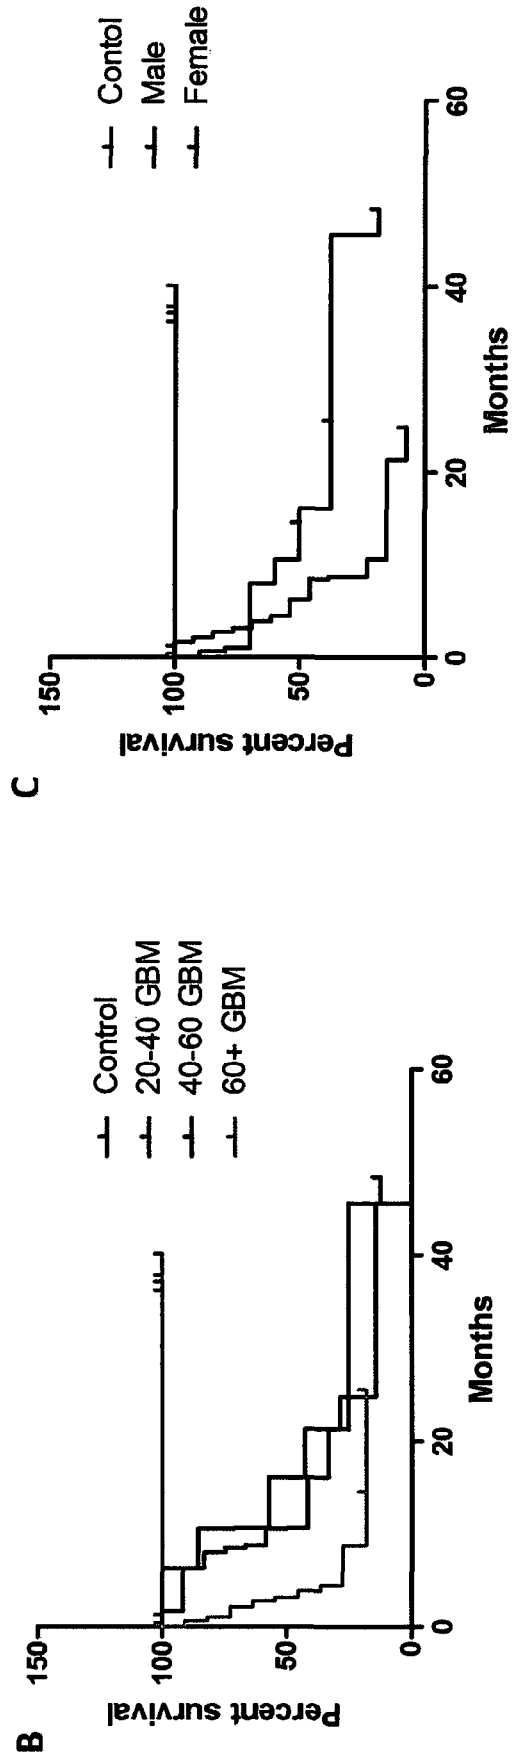 B
Percent survival
150
100
50
0
0
20
40
60
Months
Control
20-40 GBM
40-60 GBM
60+ GBM
C
Percent survival
150
100
50
0
0
20
40
60
Months
Contol
Male
Female